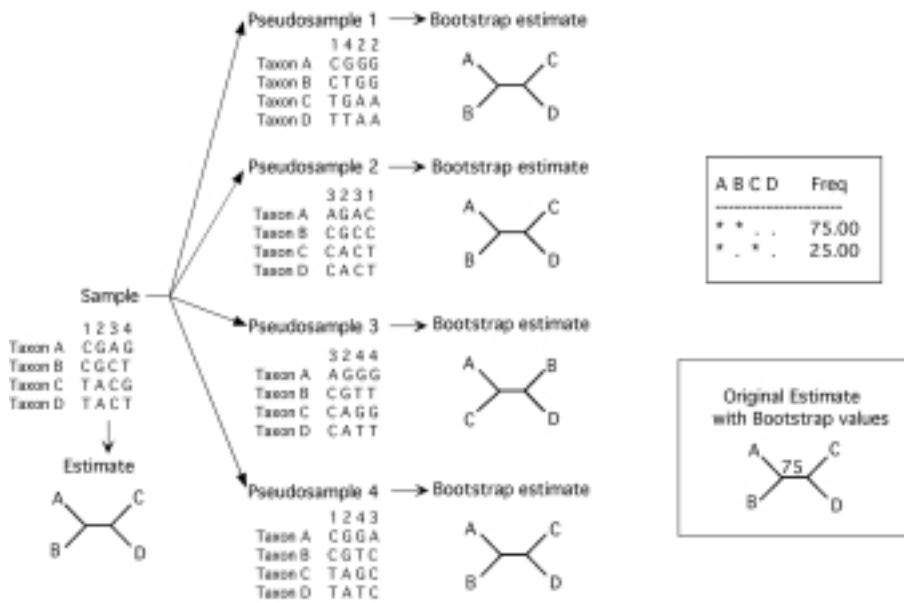 Pseudosample 1
Bootstrap estimate
1 4 2 2
Taxon A C G G G
Taxon B C T G G
Taxon C T G A A
Taxon D T T A A
A
C
B
D
Pseudosample 2
Bootstrap estimate
3 2 3 1
Taxon A A G A C
Taxon B C G C C
Taxon C C A C T
Taxon D C A C T
A
C
B
D
A B C D Freq
------------------------
* * . . 75.00
* . * . 25.00
Sample
1 2 3 4
Taxon A C G A G
Taxon B C G C T
Taxon C T A C G
Taxon D T A C T
Estimate
A
C
B
D
Pseudosample 3
Bootstrap estimate
3 2 4 4
Taxon A A G G G
Taxon B C G T T
Taxon C C A G G
Taxon D C A T T
A
B
C
D
Pseudosample 4
Bootstrap estimate
1 2 4 3
Taxon A C G G A
Taxon B C G T C
Taxon C T A G C
Taxon D T A T C
A
C
B
D
Original Estimate
with Bootstrap values
A
C
75
B
D